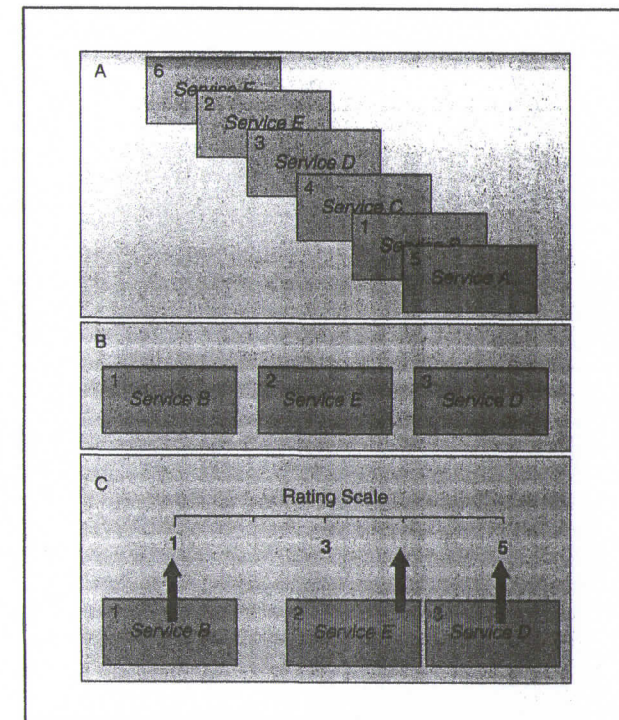 A
6
Service F
2
Service E
3
Service D
4
Service C
1
Service B
5
Service A
B
1 2 3
Service B Service E Service D
C
Rating Scale
1 3 5
1 2 3
Service B Service E Service D